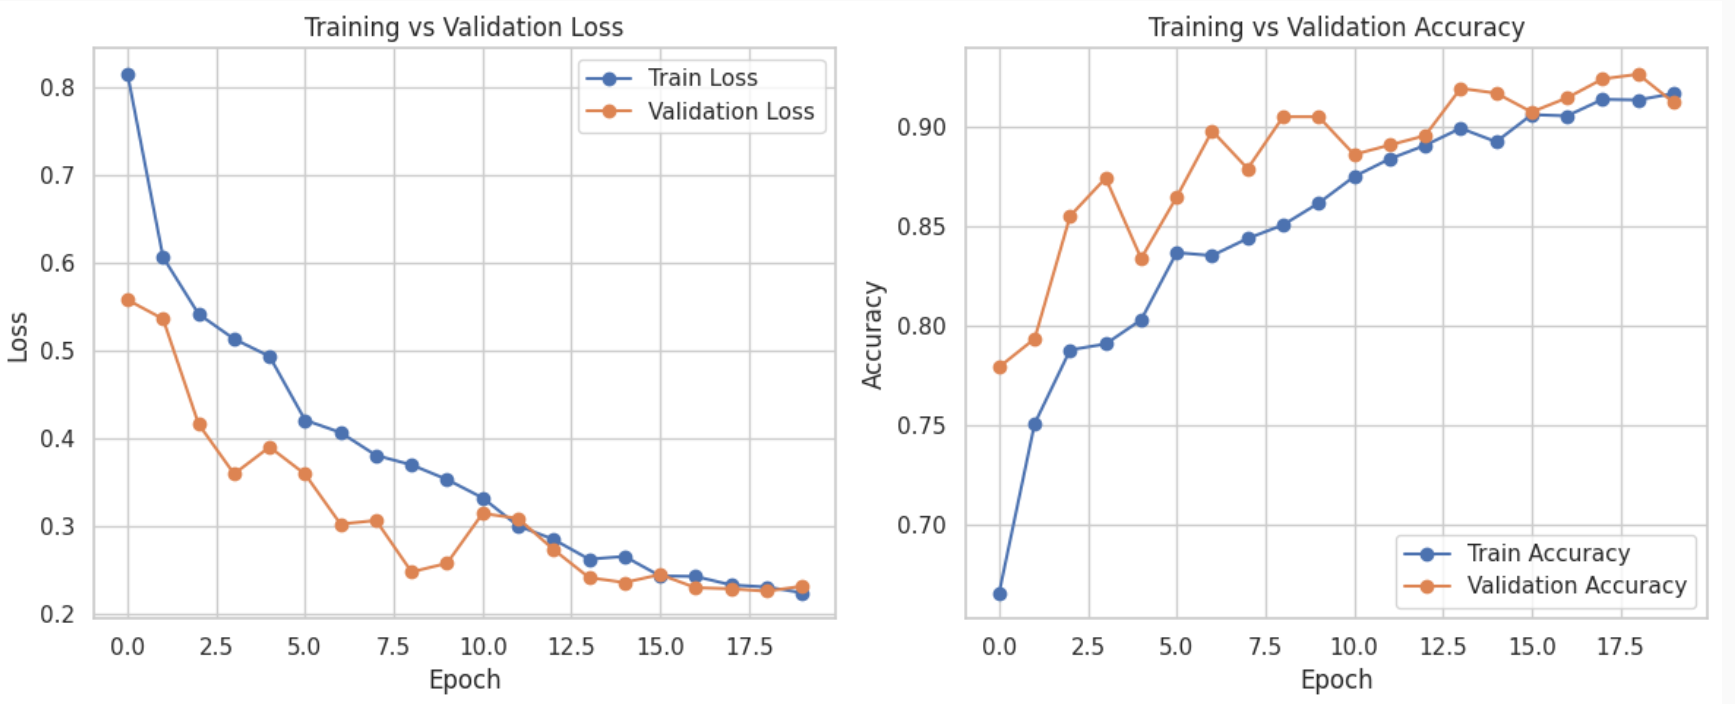 Training vs Validation Loss
Train Loss
Validation Loss
0.8
0.7
0.6
0.5
0.4
0.3
0.2
Loss
0.0 2.5 5.0 7.5 10.0 12.5 15.0 17.5
Epoch
Training vs Validation Accuracy
0.90
0.85
0.80
0.75
0.70
Accuracy
Train Accuracy
Validation Accuracy
0.0 2.5 5.0 7.5 10.0 12.5 15.0 17.5
Epoch